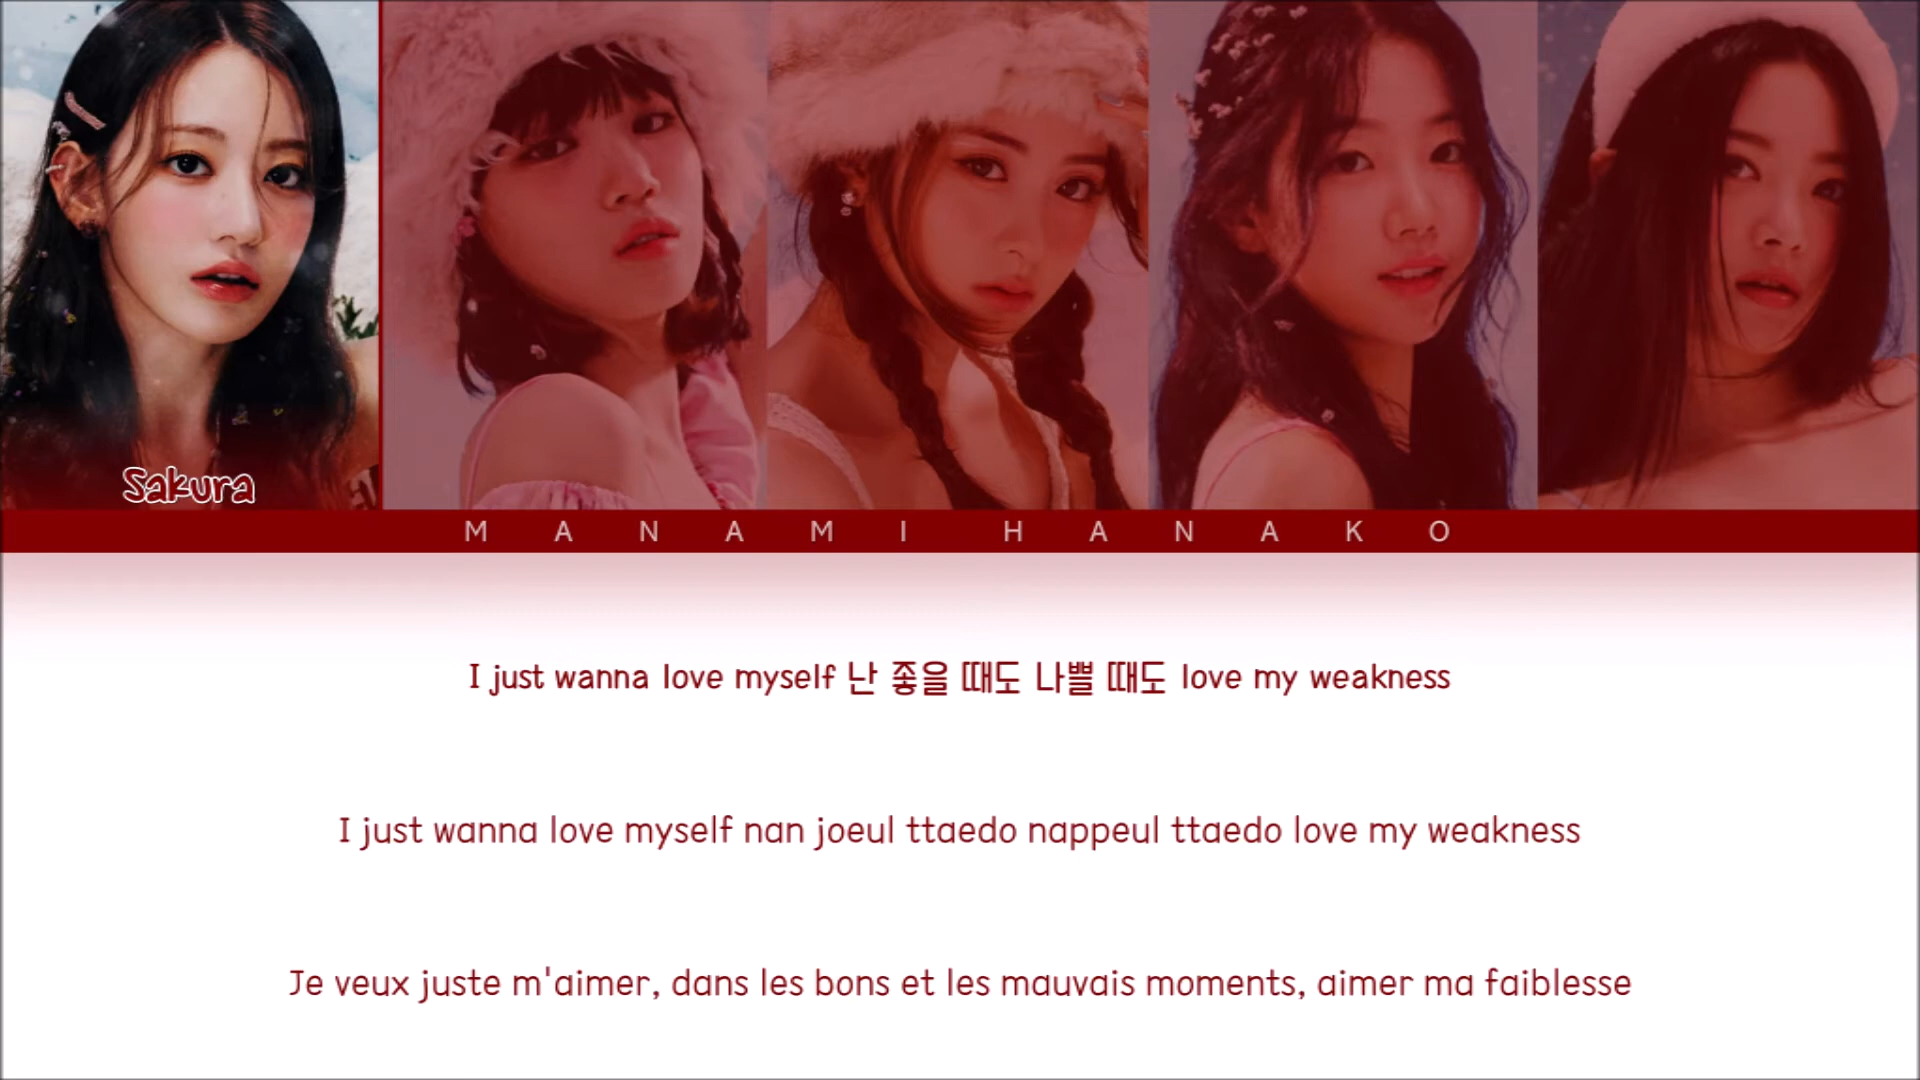 Sakura
MANAMI HANAKO
I just wanna love myself 난 좋을 때도 나쁠 때도 love my weakness
I just wanna love myself nan joeul ttaedo nappeul ttaedo love my weakness
Je veux juste m'aimer, dans les bons et les mauvais moments, aimer ma faiblesse